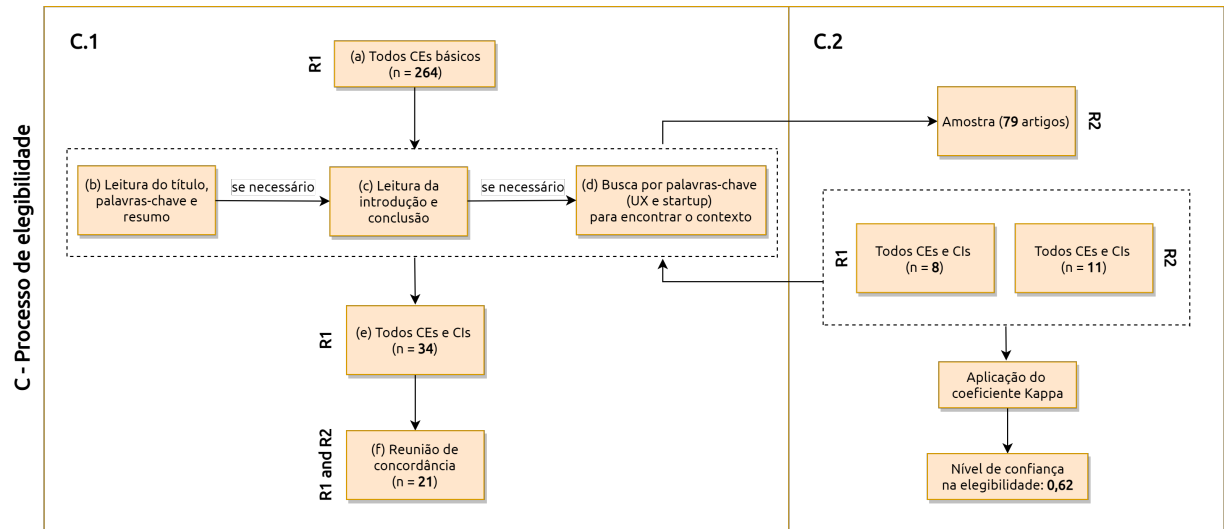 C - Processo de elegibilidade
C.1
R1
(a) Todos CEs básicos
(n = 264)
(b) Leitura do título,
palavras-chave e
resumo
se necessário
(c) Leitura da
introdução e
conclusão
se necessário
(d) Busca por palavras-chave
(UX e startup)
para encontrar o contexto
R1
(e) Todos CEs e CIs
(n = 34)
R1 and R2
(f) Reunião de
concordância
(n = 21)
C.2
Amostra (79 artigos)
R2
R1
Todos CEs e CIs
(n = 8)
Todos CEs e CIs
(n = 11)
R2
Aplicação do
coeficiente Kappa
Nível de confiança
na elegibilidade: 0,62